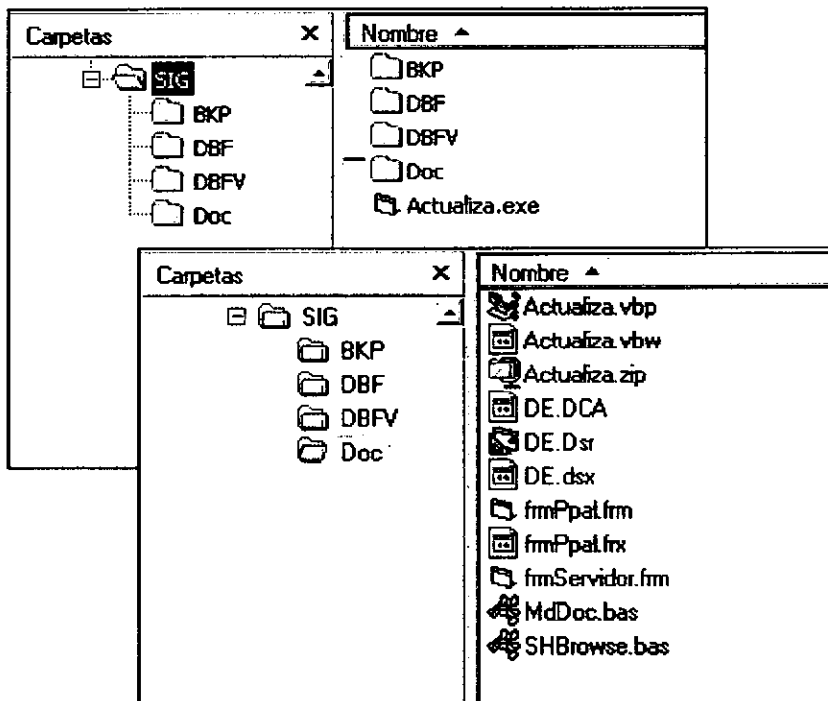 Carpetas
SIG
BKP
DBF
DBFV
Doc
Nombre
BKP
DBF
DBFV
Doc
Actualiza.exe
Carpetas
SIG
BKP
DBF
DBFV
Doc
Nombre
Actualiza.vbp
Actualiza.vbw
Actualiza.zip
DE.DCA
DE.Dsr
DE.dsx
frmPpal.frm
frmPpal.frx
frmServidor.frm
MdDoc.bas
SHBrowse.bas